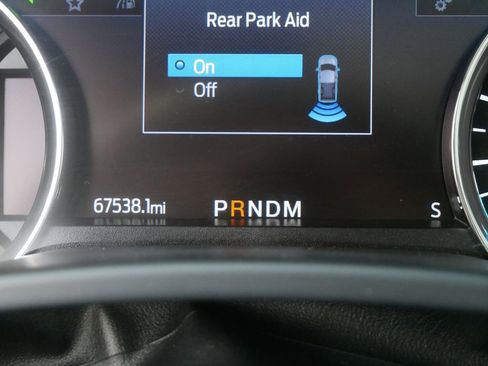 Rear Park Aid
On
Off
67538.1mi PRNDM S